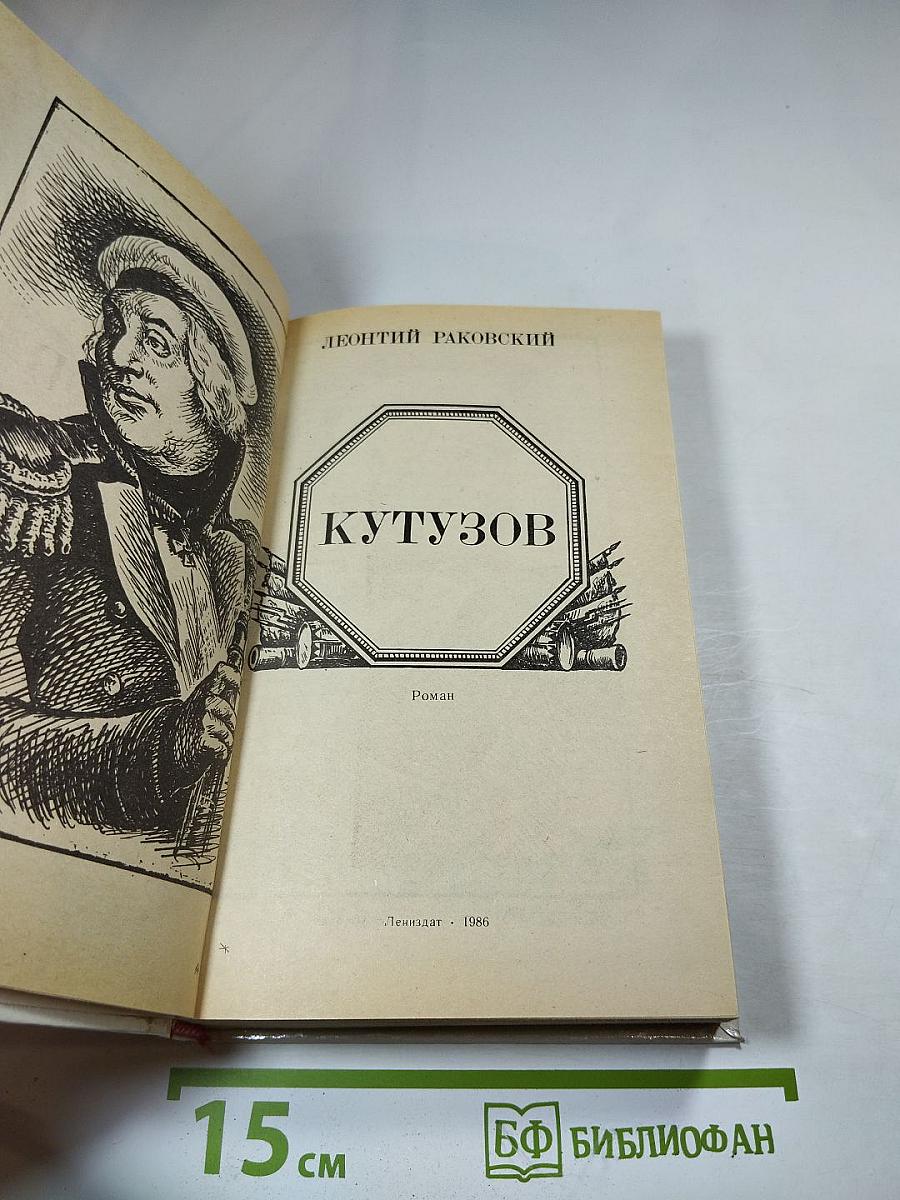 ЛЕОНТИЙ РАКОВСКИЙ
КУТУЗОВ
Роман
Лениздат · 1986
15 см
БФ БИБЛИОФАН